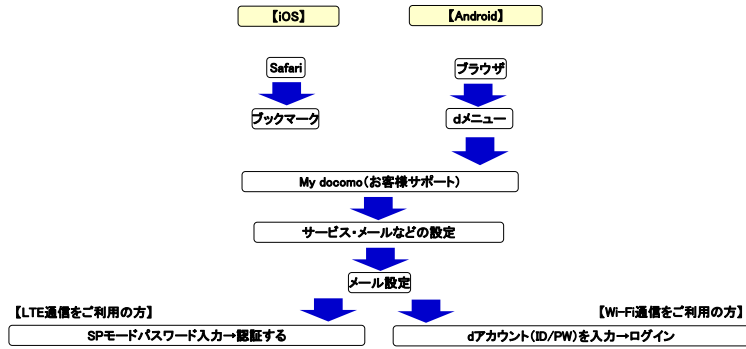 【iOS】
【Android】
Safari
ブラウザ
ブックマーク
dメニュー
My docomo(お客様サポート)
サービス・メールなどの設定
メール設定
【LTE通信をご利用の方】
【Wi-Fi通信をご利用の方】
SPモードパスワード入力→認証する
dアカウント(ID/PW)を入力→ログイン